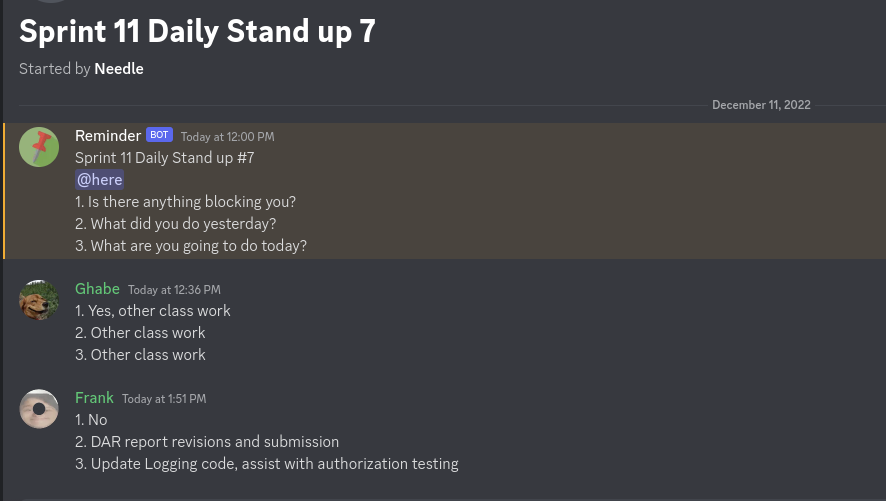 Sprint 11 Daily Stand up 7
Started by Needle
December 11, 2022
Reminder BOT Today at 12:00 PM
Sprint 11 Daily Stand up #7
@here
1. Is there anything blocking you?
2. What did you do yesterday?
3. What are you going to do today?
Ghabe Today at 12:36 PM
1. Yes, other class work
2. Other class work
3. Other class work
Frank Today at 1:51 PM
1. No
2. DAR report revisions and submission
3. Update Logging code, assist with authorization testing